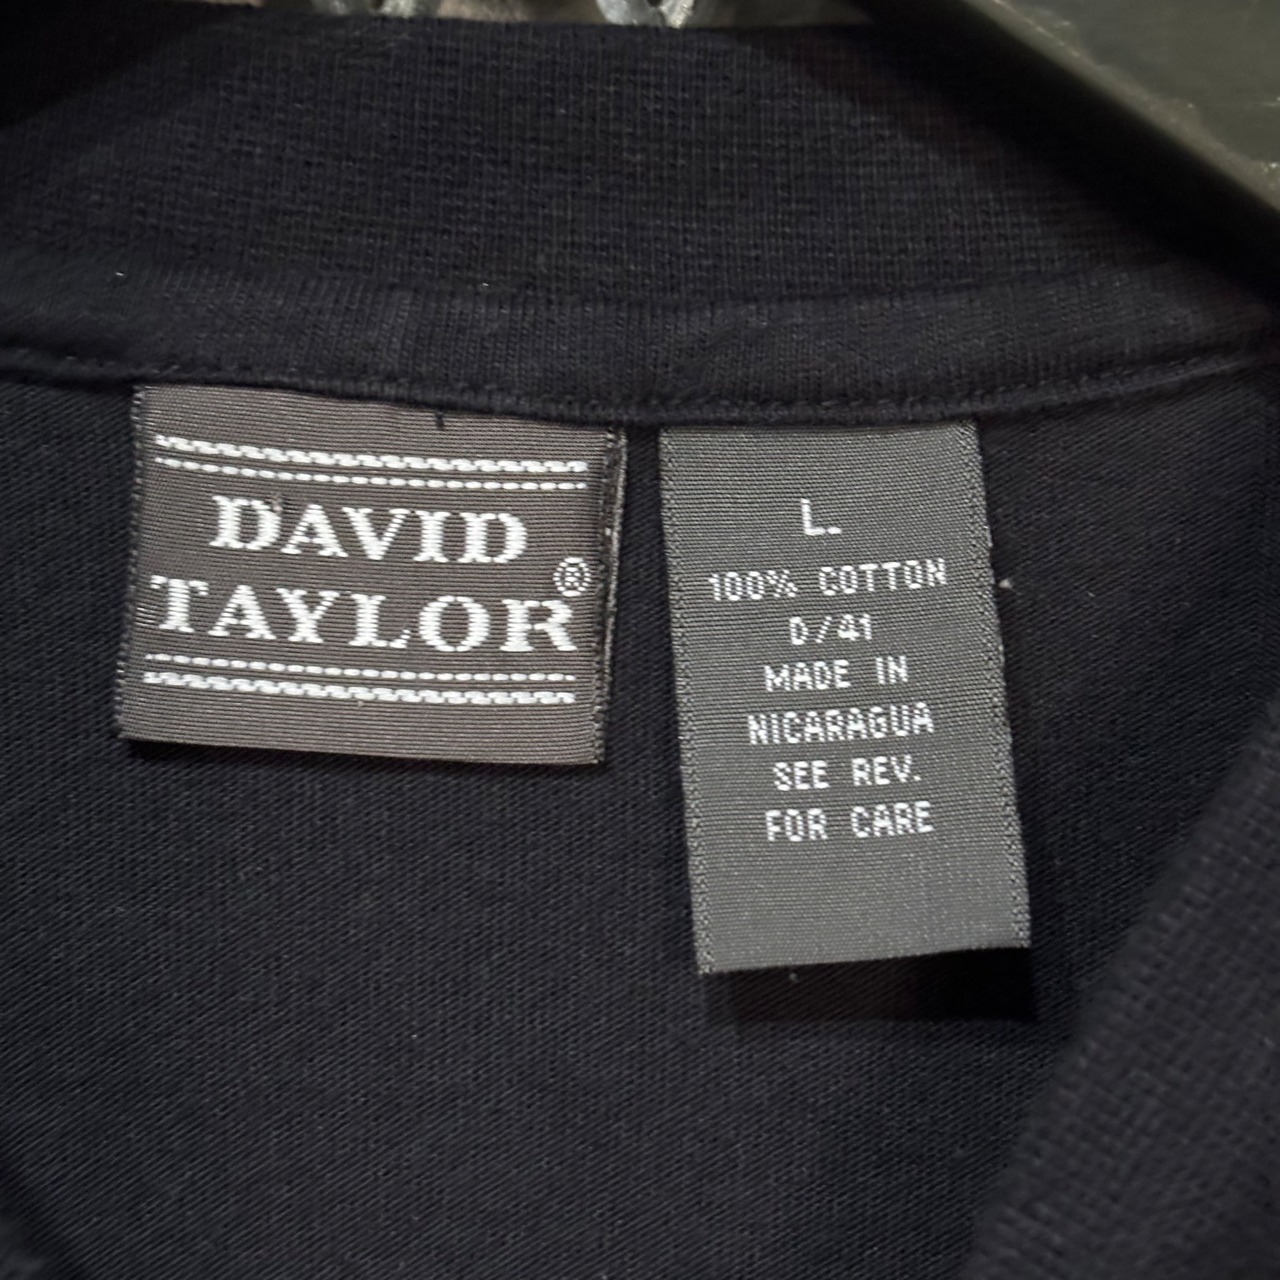 DAVID
TAYLOR®
L.
100% COTTON
D/41
MADE IN
NICARAGUA
SEE REV.
FOR CARE